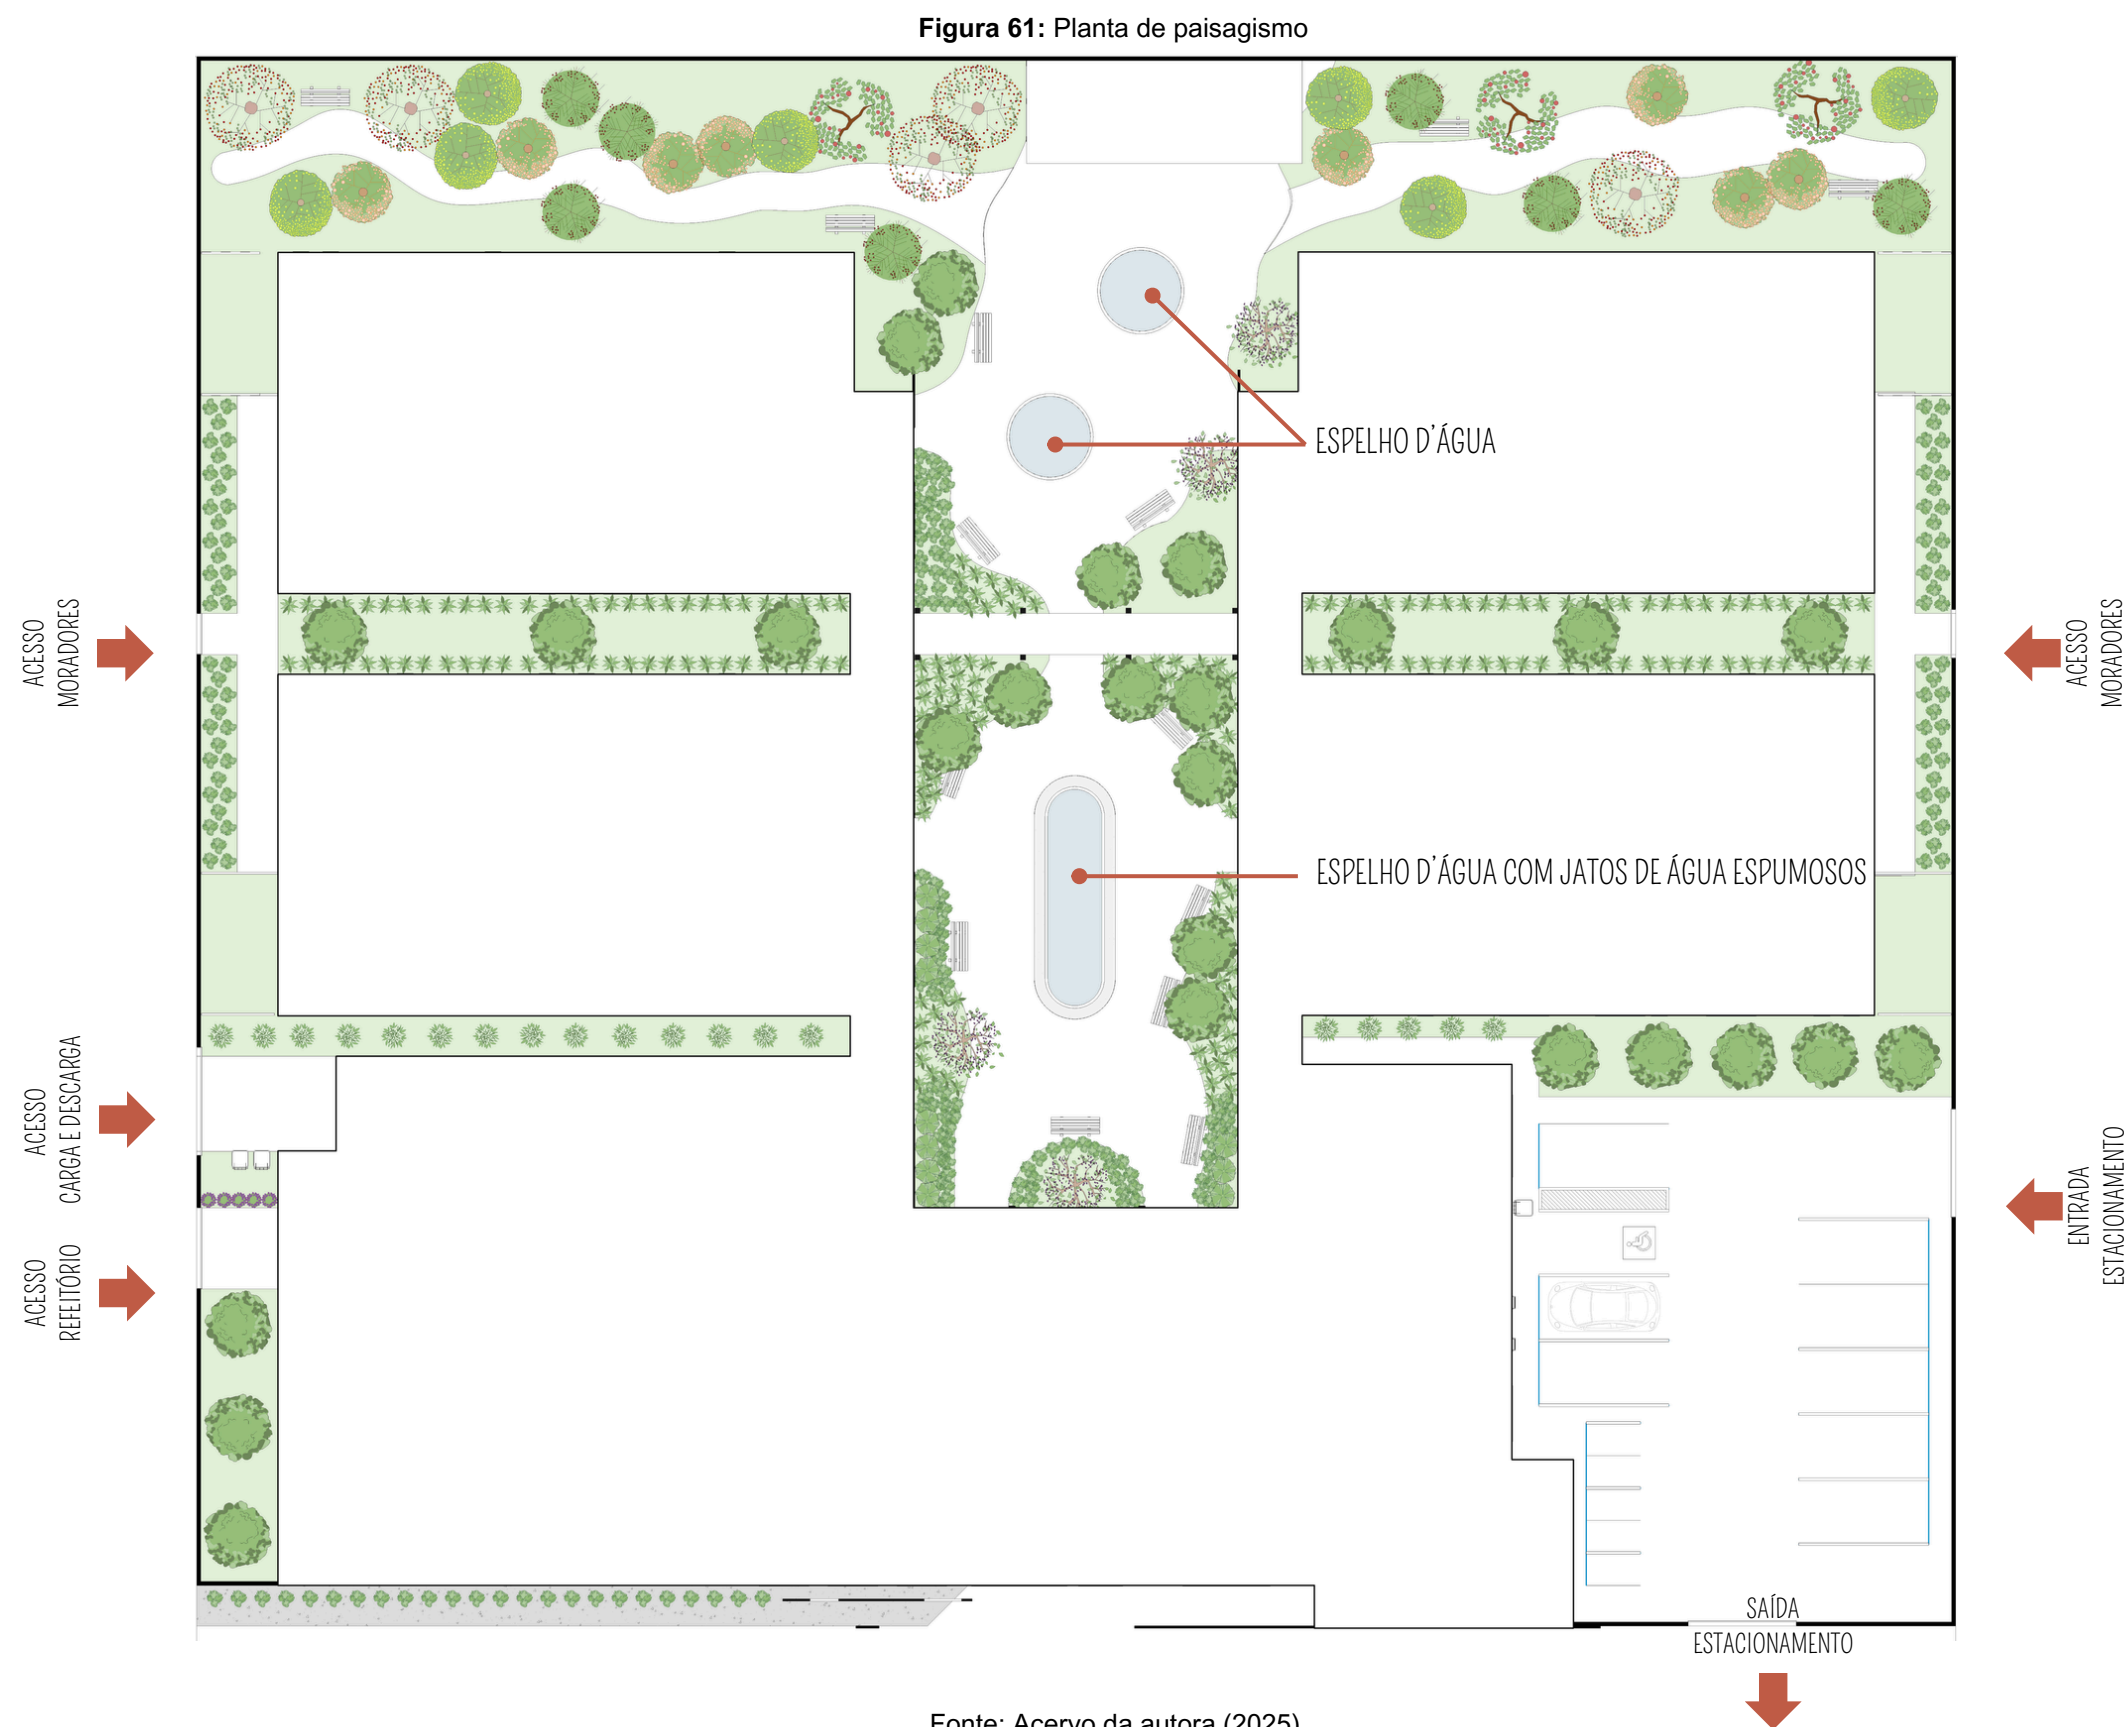 Figura 61: Planta de paisagismo
ESPELHO D'ÁGUA
ACESSO
MORADORES
ACESSO
MORADORES
ESPELHO D'ÁGUA COM JATOS DE ÁGUA ESPUMOSOS
ACESSO
CARGA E DESCARGA
ENTRADA
ESTACIONAMENTO
ACESSO
REFEITÓRIO
SAÍDA
ESTACIONAMENTO
Fonte: Acervo da autora (2025)